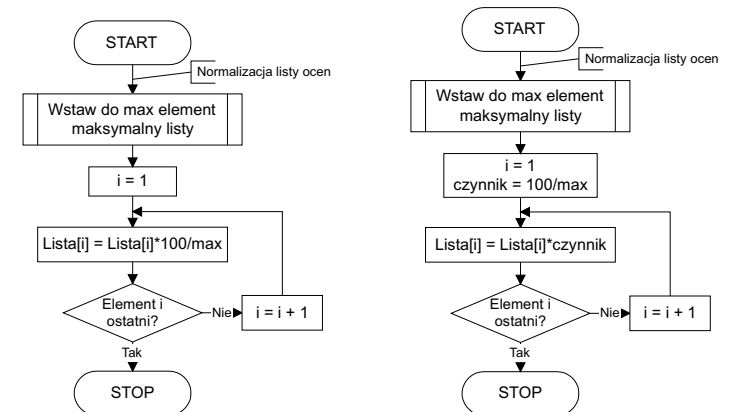 START
Normalizacja listy ocen
Wstaw do max element
maksymalny listy
i = 1
Lista[i] = Lista[i]*100/max
Element i
ostatni?
Nie
i = i + 1
Tak
STOP
START
Normalizacja listy ocen
Wstaw do max element
maksymalny listy
i = 1
czynnik = 100/max
Lista[i] = Lista[i]*czynnik
Element i
ostatni?
Nie
i = i + 1
Tak
STOP